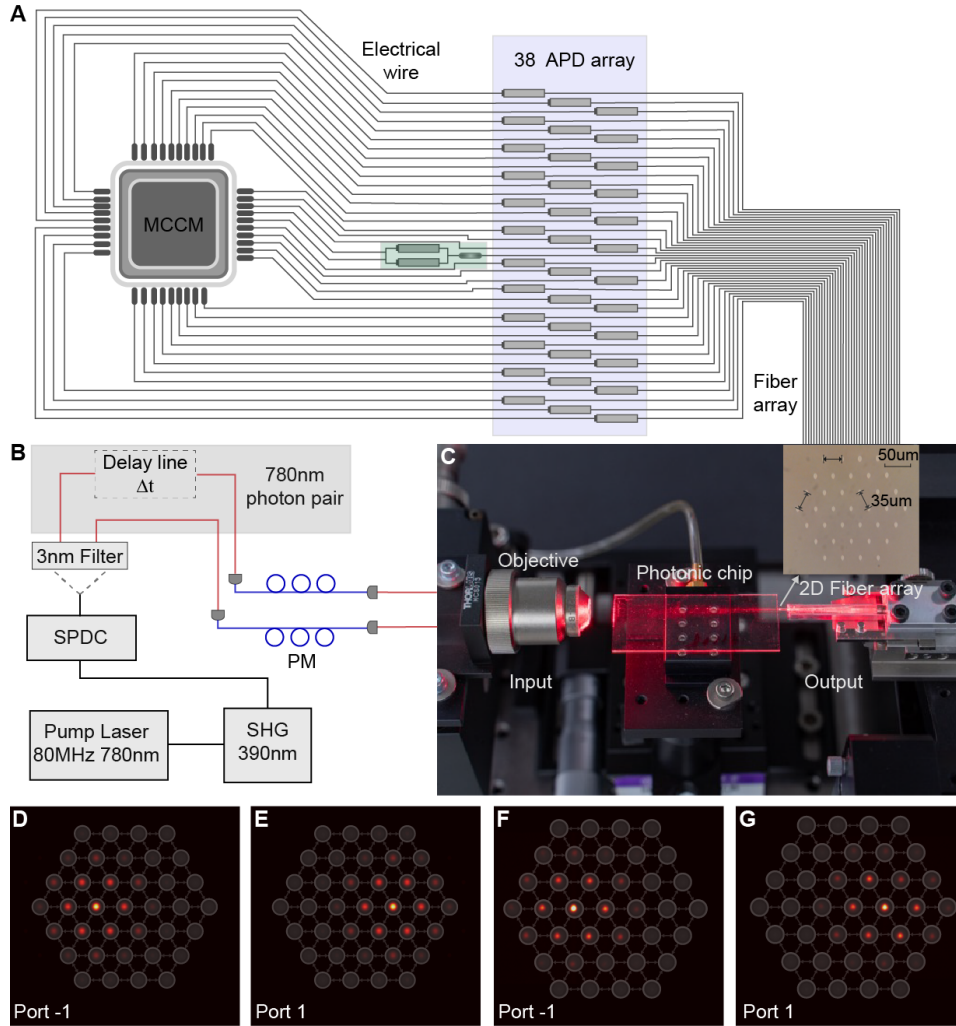 A
Electrical
wire
38 APD array
MCCM
Fiber
array
B
Delay line
Δt
780nm
photon pair
3nm Filter
SPDC
PM
Pump Laser
80MHz 780nm
SHG
390nm
C
50um
35um
Objective
Photonic chip
2D Fiber array
Input
Output
D
Port -1
E
Port 1
F
Port -1
G
Port 1